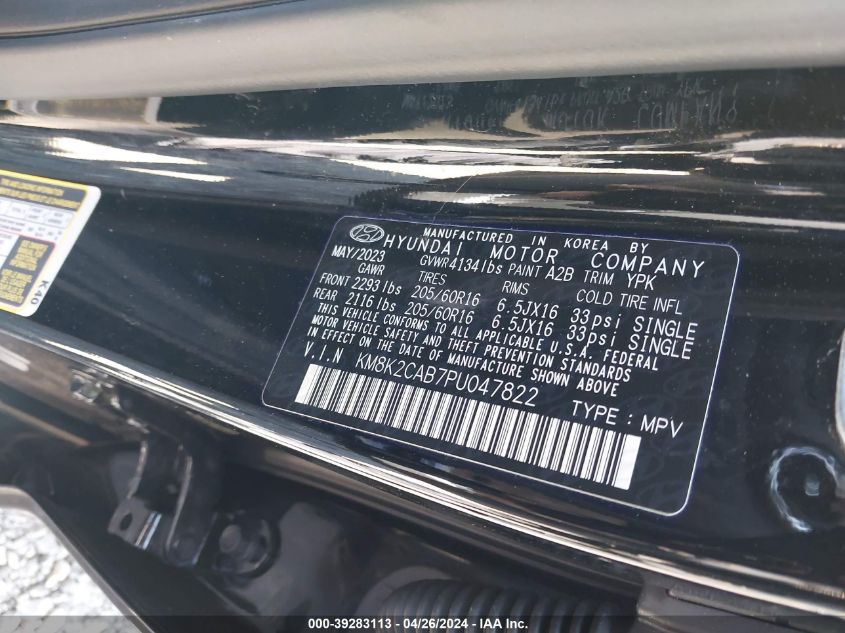 MANUFACTURED IN KOREA BY
HYUNDAI MOTOR COMPANY
MAY/2023 GVWR 4134lbs PAINT A2B TRIM YPK
GAWR TIRES RIMS COLD TIRE INFL
FRONT 2293lbs 205/60R16 6.5JX16 33psi SINGLE
REAR 2116lbs 205/60R16 6.5JX16 33psi SINGLE
THIS VEHICLE CONFORMS TO ALL APPLICABLE U.S.A. FEDERAL
MOTOR VEHICLE SAFETY AND THEFT PREVENTION STANDARDS
IN EFFECT ON THE DATE OF MANUFACTURE SHOWN ABOVE
V.I.N KM8K2CAB7PU047822
TYPE : MPV
K40
000-39283113 - 04/26/2024 - IAA Inc.